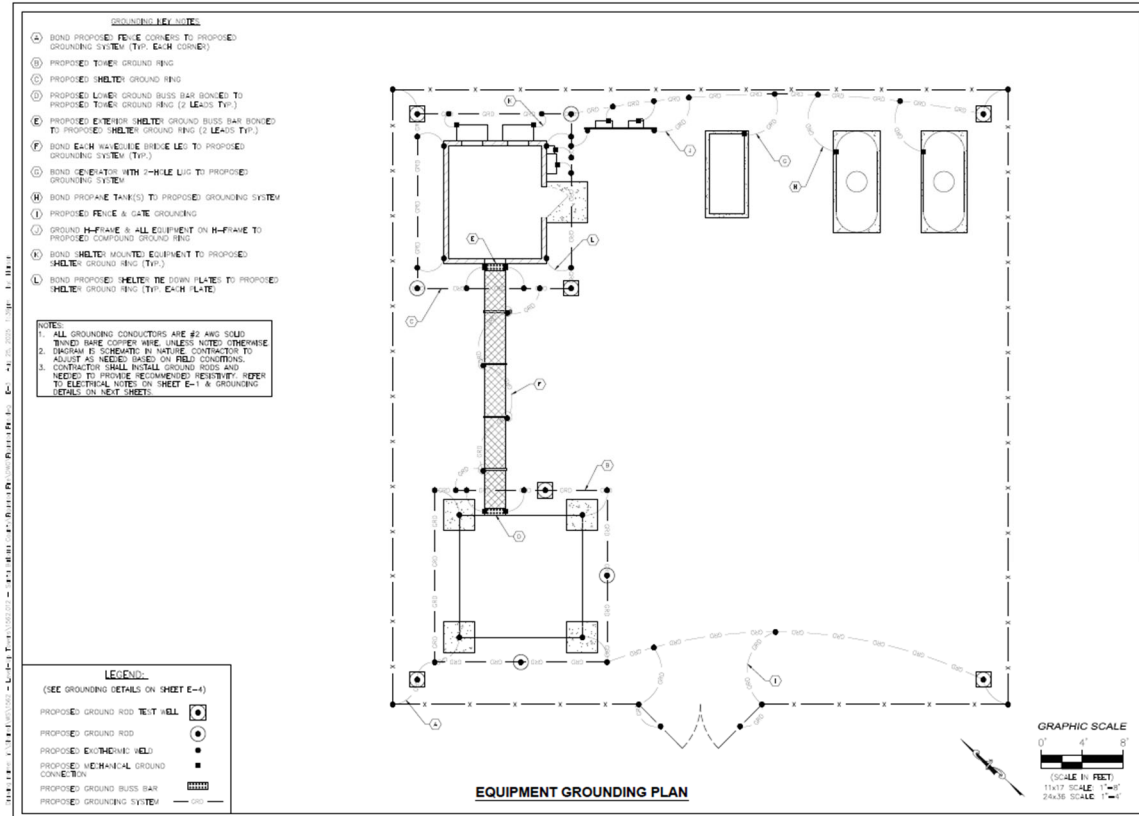 GROUNDING KEY NOTES
A BOND PROPOSED FENCE CORNERS TO PROPOSED
GROUNDING SYSTEM (TYP. EACH CORNER)
B PROPOSED TOWER GROUND RING
C PROPOSED SHELTER GROUND RING
D PROPOSED LOWER GROUND BUSS BAR BONDED TO
PROPOSED TOWER GROUND RING (2 LEADS TYP.)
E PROPOSED EXTERIOR SHELTER GROUND BUSS BAR BONDED
TO PROPOSED SHELTER GROUND RING (2 LEADS TYP.)
F BOND EACH WAVEGUIDE BRIDGE LEG TO PROPOSED
GROUNDING SYSTEM (TYP.)
G BOND GENERATOR WITH 2-HOLE LUG TO PROPOSED
GROUNDING SYSTEM
H BOND PROPANE TANK(S) TO PROPOSED GROUNDING SYSTEM
I PROPOSED FENCE & GATE GROUNDING
J GROUND H-FRAME & ALL EQUIPMENT ON H-FRAME TO
PROPOSED COMPOUND GROUND RING
K BOND SHELTER MOUNTED EQUIPMENT TO PROPOSED
SHELTER GROUND RING (TYP.)
L BOND PROPOSED SHELTER TIE DOWN PLATES TO PROPOSED
SHELTER GROUND RING (TYP. EACH PLATE)
NOTES:
1. ALL GROUNDING CONDUCTORS ARE #2 AWG SOLID
TINNED BARE COPPER WIRE, UNLESS NOTED OTHERWISE.
2. DIAGRAM IS SCHEMATIC IN NATURE. CONTRACTOR TO
ADJUST AS NEEDED BASED ON FIELD CONDITIONS.
3. CONTRACTOR SHALL INSTALL GROUND RODS AND
NEEDED TO PROVIDE RECOMMENDED RESISTIVITY. REFER
TO ELECTRICAL NOTES ON SHEET E-1 & GROUNDING
DETAILS ON NEXT SHEETS.
K
J
G
H
E
L
C
F
B
D
I
A
GRD
LEGEND:
(SEE GROUNDING DETAILS ON SHEET E-4)
PROPOSED GROUND ROD TEST WELL
PROPOSED GROUND ROD
PROPOSED EXOTHERMIC WELD
PROPOSED MECHANICAL GROUND
CONNECTION
PROPOSED GROUND BUSS BAR
PROPOSED GROUNDING SYSTEM GRD
EQUIPMENT GROUNDING PLAN
GRAPHIC SCALE
0' 4' 8'
(SCALE IN FEET)
11x17 SCALE: 1"=8'
24x36 SCALE: 1"=4'